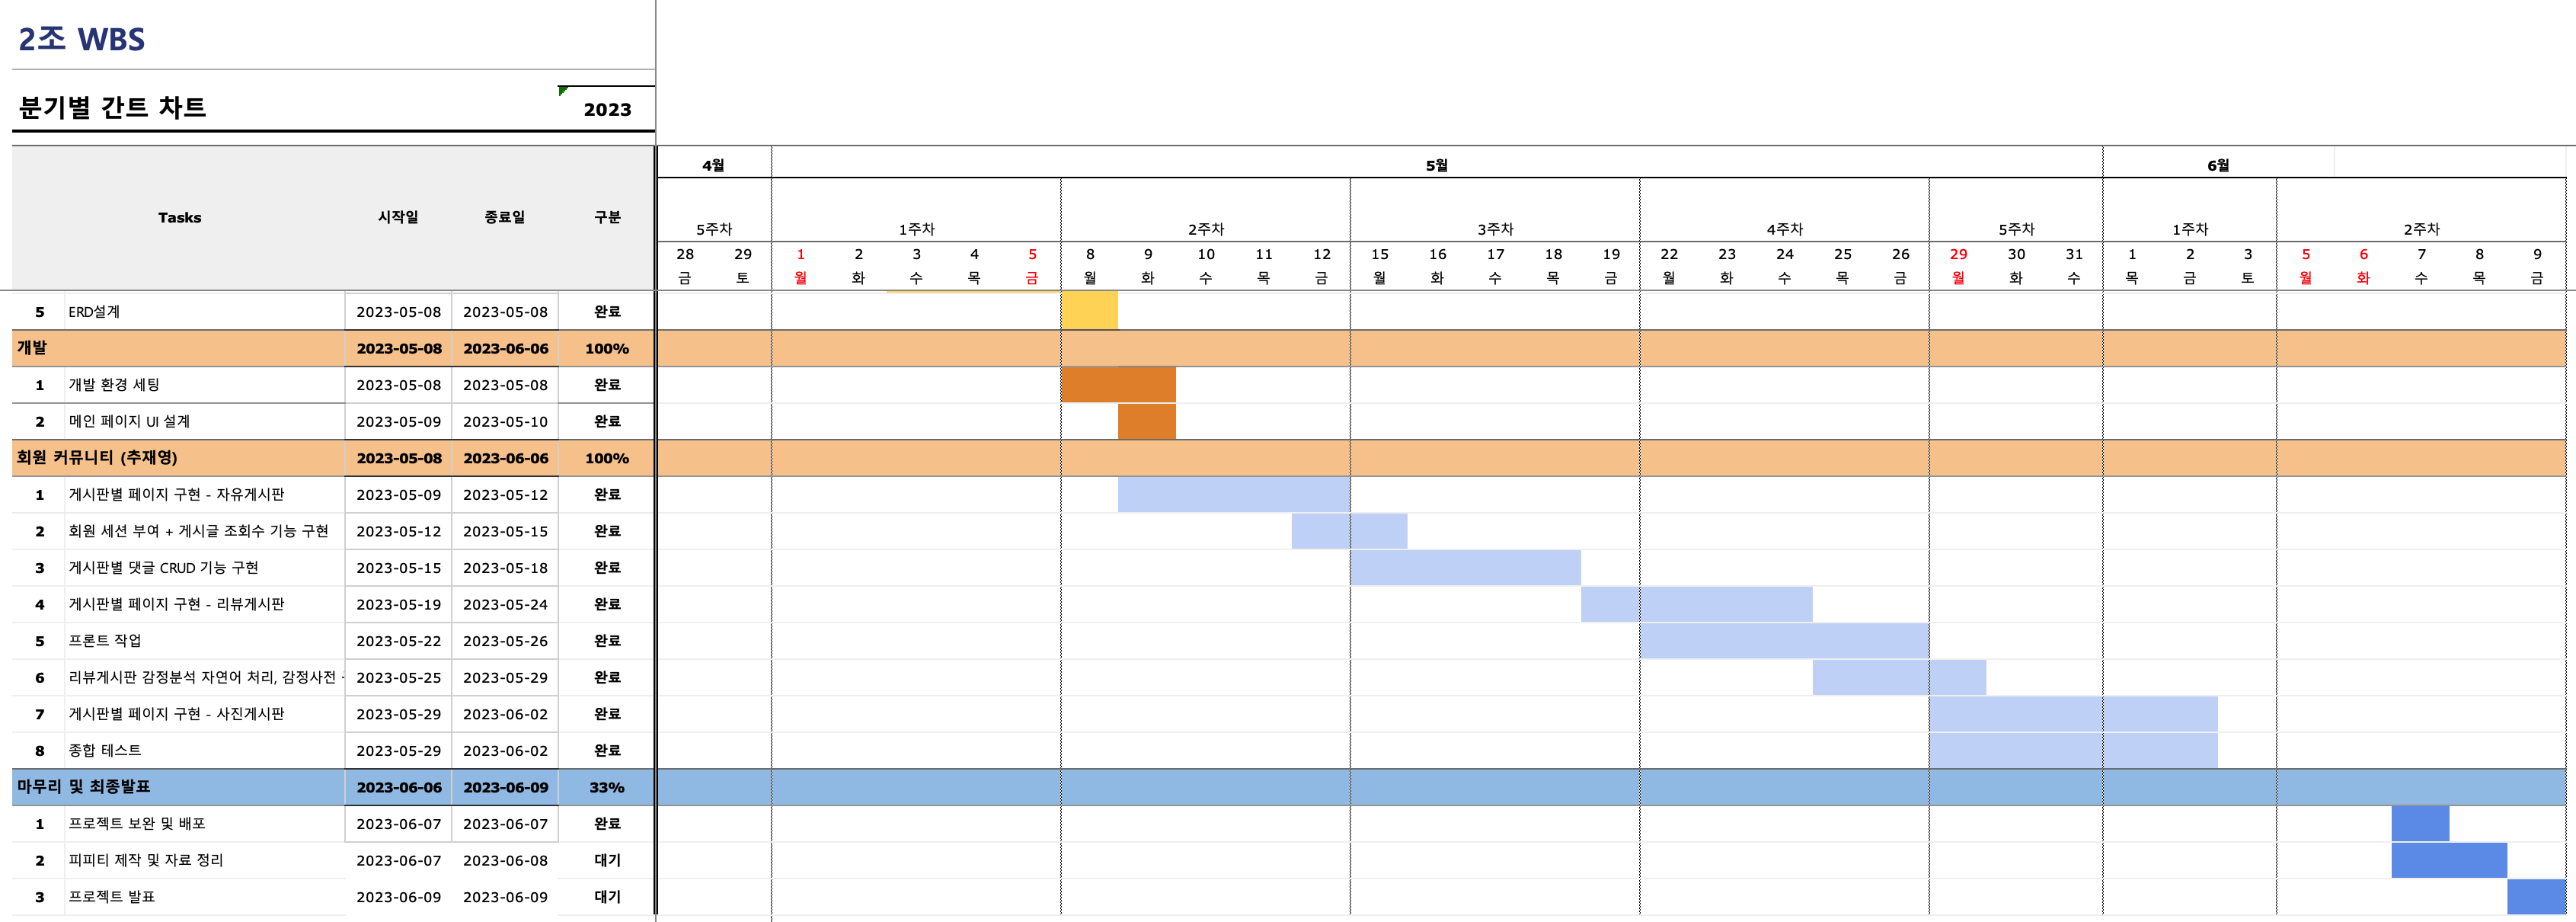 2조 WBS
분기별 간트 차트 2023
4월 5월 6월
Tasks 시작일 종료일 구분
5주차 1주차 2주차 3주차 4주차 5주차 1주차 2주차
28 29 1 2 3 4 5 8 9 10 11 12 15 16 17 18 19 22 23 24 25 26 29 30 31 1 2 3 5 6 7 8 9
금 토 월 화 수 목 금 월 화 수 목 금 월 화 수 목 금 월 화 수 목 금 월 화 수 목 금 토 월 화 수 목 금
5 ERD설계 2023-05-08 2023-05-08 완료
개발 2023-05-08 2023-06-06 100%
1 개발 환경 세팅 2023-05-08 2023-05-08 완료
2 메인 페이지 UI 설계 2023-05-09 2023-05-10 완료
회원 커뮤니티 (추재영) 2023-05-08 2023-06-06 100%
1 게시판별 페이지 구현 - 자유게시판 2023-05-09 2023-05-12 완료
2 회원 세션 부여 + 게시글 조회수 기능 구현 2023-05-12 2023-05-15 완료
3 게시판별 댓글 CRUD 기능 구현 2023-05-15 2023-05-18 완료
4 게시판별 페이지 구현 - 리뷰게시판 2023-05-19 2023-05-24 완료
5 프론트 작업 2023-05-22 2023-05-26 완료
6 리뷰게시판 감정분석 자연어 처리, 감정사전 2023-05-25 2023-05-29 완료
7 게시판별 페이지 구현 - 사진게시판 2023-05-29 2023-06-02 완료
8 종합 테스트 2023-05-29 2023-06-02 완료
마무리 및 최종발표 2023-06-06 2023-06-09 33%
1 프로젝트 보완 및 배포 2023-06-07 2023-06-07 완료
2 피피티 제작 및 자료 정리 2023-06-07 2023-06-08 대기
3 프로젝트 발표 2023-06-09 2023-06-09 대기